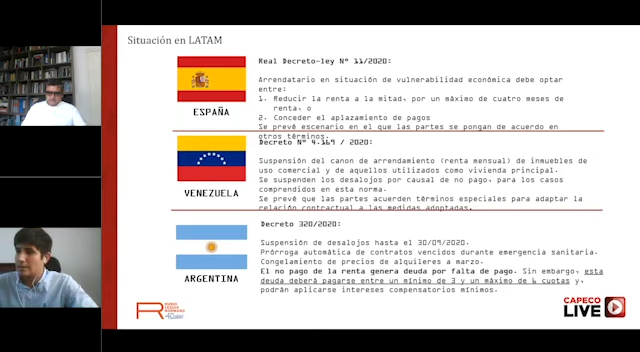 Situación en LATAM
Real Decreto-ley N° 11/2020:
Arrendatario en situación de vulnerabilidad económica debe optar
entre:
1. Reducir la renta a la mitad, por un máximo de cuatro meses de
renta, o
2. Conceder el aplazamiento de pagos
Se prevé escenario en el que las partes se pongan de acuerdo en
otros términos.
ESPAÑA
Decreto N° 4.169 / 2020:
Suspensión del canon de arrendamiento (renta mensual) de inmuebles de
uso comercial y de aquellos utilizados como vivienda principal.
Se suspenden los desalojos por causal de no pago, para los casos
comprendidos en esta norma.
Se prevé que las partes acuerden términos especiales para adaptar la
relación contractual a las medidas adoptadas.
VENEZUELA
Decreto 320/2020:
Suspensión de desalojos hasta el 30/09/2020.
Prórroga automática de contratos vencidos durante emergencia sanitaria.
Congelamiento de precios de alquileres a marzo.
El no pago de la renta genera deuda por falta de pago. Sin embargo, esta
deuda deberá pagarse entre un mínimo de 3 y un máximo de 6 cuotas y,
podrán aplicarse intereses compensatorios mínimos.
ARGENTINA
CAPECO
LIVE